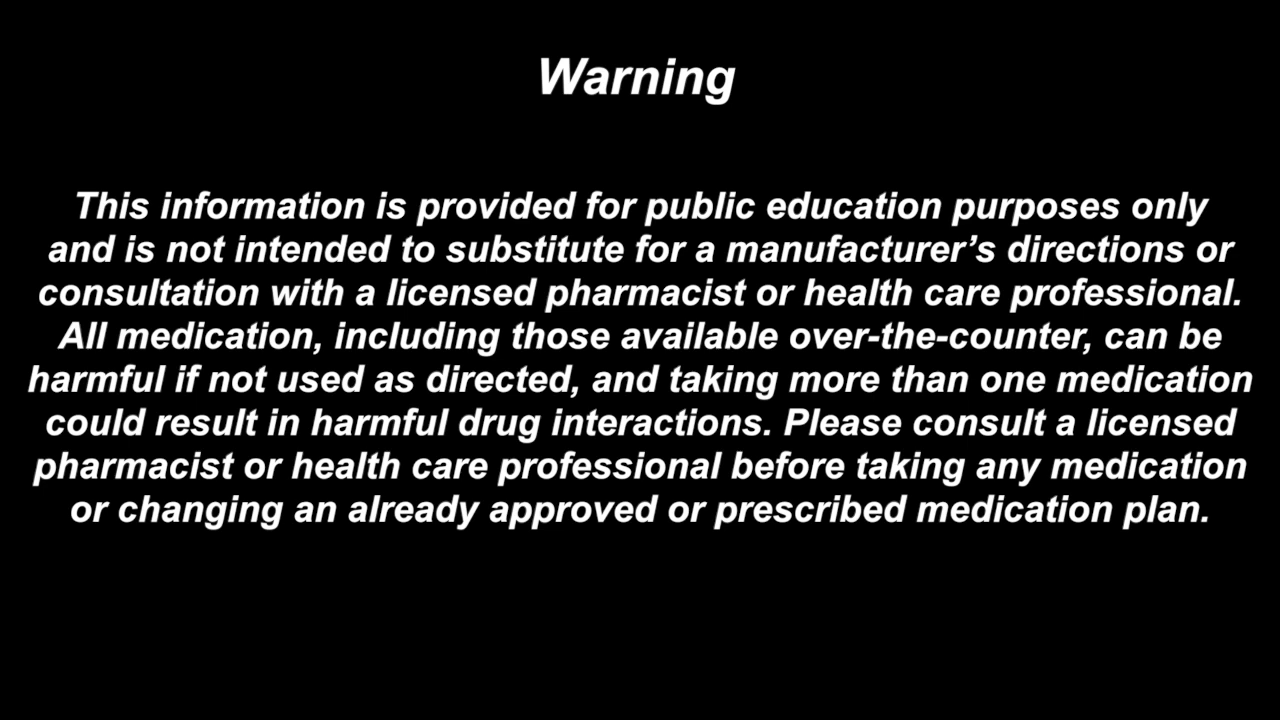 Warning
This information is provided for public education purposes only
and is not intended to substitute for a manufacturer’s directions or
consultation with a licensed pharmacist or health care professional.
All medication, including those available over-the-counter, can be
harmful if not used as directed, and taking more than one medication
could result in harmful drug interactions. Please consult a licensed
pharmacist or health care professional before taking any medication
or changing an already approved or prescribed medication plan.